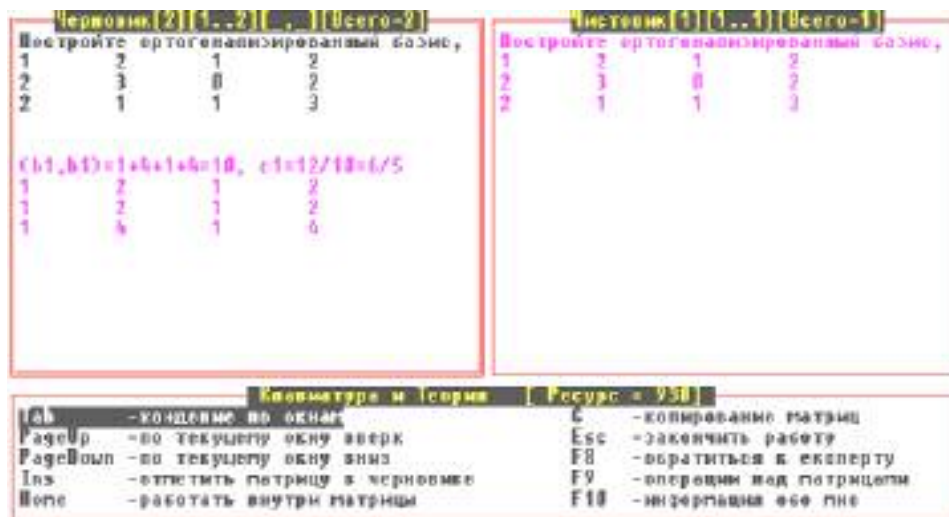 Черновик[2][1..2][ _ , _ ][Всего-2]
Постройте ортогонализированный базис,
1 2 1 2
2 3 0 2
2 1 1 3
(b1,b1)=1+4+1+4=10, c1=12/10=6/5
1 2 1 2
1 2 1 2
1 4 1 4
Чистовик[1][1..1][Всего-1]
Постройте ортогонализированный базис,
1 2 1 2
2 3 0 2
2 1 1 3
Клавиатура и Теория [ Ресурс = 930]
Tab -хождение по окнам
PageUp -по текущему окну вверх
PageDown -по текущему окну вниз
Ins -отметить матрицу в черновике
Home -работать внутри матрицы
C -копирование матриц
Esc -закончить работу
F8 -обратиться к експерту
F9 -операции над матрицами
F10 -информация обо мне